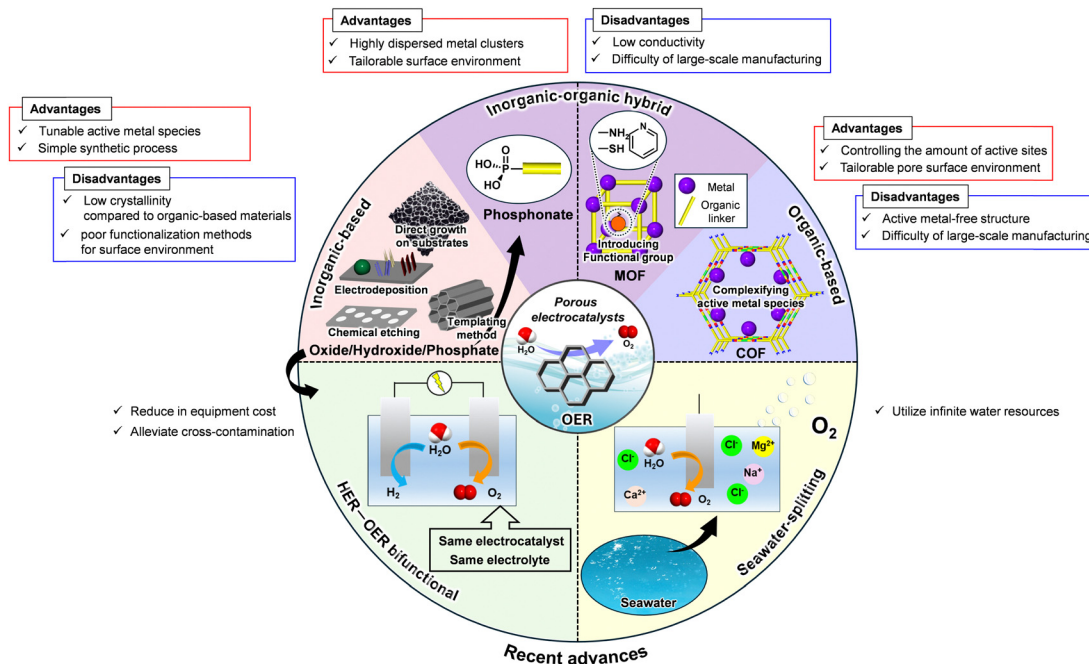 Advantages
✓ Highly dispersed metal clusters
✓ Tailorable surface environment
Disadvantages
✓ Low conductivity
✓ Difficulty of large-scale manufacturing
Advantages
✓ Tunable active metal species
✓ Simple synthetic process
Disadvantages
✓ Low crystallinity
compared to organic-based materials
✓ poor functionalization methods
for surface environment
Advantages
✓ Controlling the amount of active sites
✓ Tailorable pore surface environment
Disadvantages
✓ Active metal-free structure
✓ Difficulty of large-scale manufacturing
Inorganic-organic hybrid
O
HO
P
HO
Phosphonate
—NH2
N
—SH
Metal
Organic
linker
Introducing
Functional group
MOF
Inorganic-based
Direct growth
on substrates
Electrodeposition
Chemical etching
Templating
method
Oxide/Hydroxide/Phosphate
Organic-based
Complexifying
active metal species
COF
Porous
electrocatalysts
H2O
O2
OER
✓ Reduce in equipment cost
✓ Alleviate cross-contamination
H2O
H2
O2
Same electrocatalyst
Same electrolyte
HER—OER bifunctional
✓ Utilize infinite water resources
O2
Cl-
H2O
Cl-
Mg2+
Na+
Ca2+
O2
Cl-
Seawater
Seawater-splitting
Recent advances